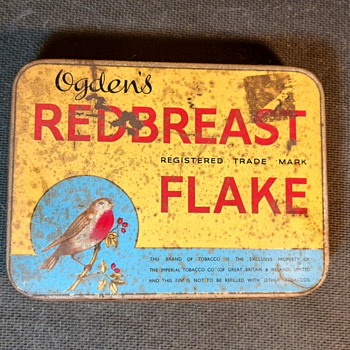 Ogden's
REDBREAST
REGISTERED TRADE MARK
FLAKE
THIS BRAND OF TOBACCO IS THE EXCLUSIVE PROPERTY OF
THE IMPERIAL TOBACCO CO (OF GREAT BRITAIN & IRELAND), LIMITED
AND THIS TIN IS NOT TO BE REFILLED WITH OTHER TOBACCOS.